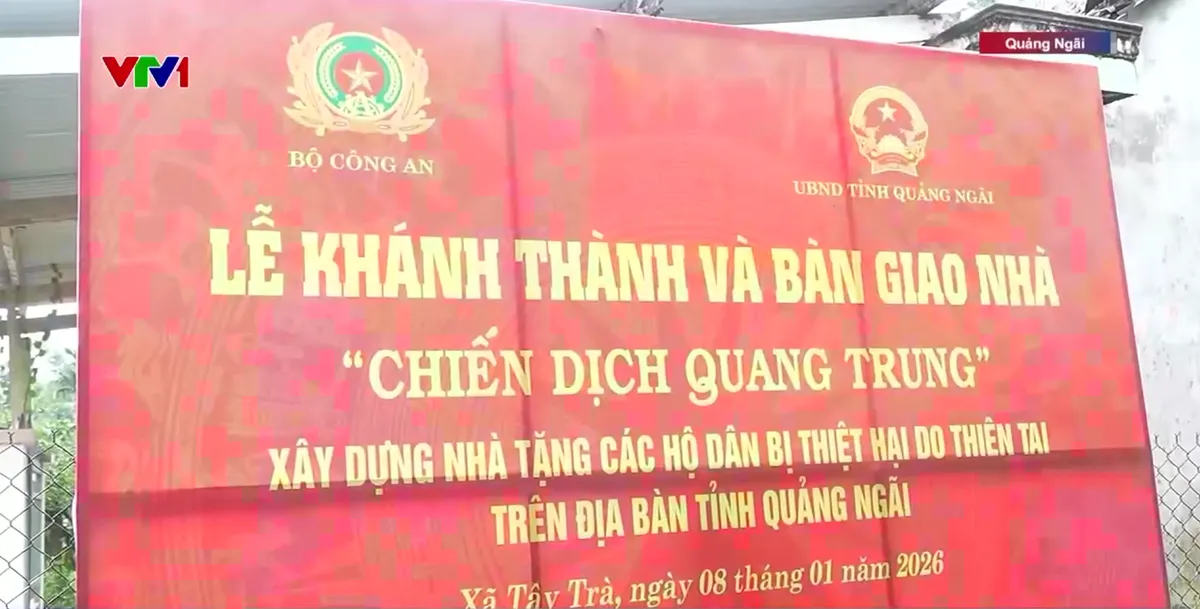 VTV1
Quảng Ngãi
BỘ CÔNG AN
UBND TỈNH QUẢNG NGÃI
LỄ KHÁNH THÀNH VÀ BÀN GIAO NHÀ
“CHIẾN DỊCH QUANG TRUNG”
XÂY DỰNG NHÀ TẶNG CÁC HỘ DÂN BỊ THIỆT HẠI DO THIÊN TAI
TRÊN ĐỊA BÀN TỈNH QUẢNG NGÃI
Xã Tây Trà, ngày 08 tháng 01 năm 2026